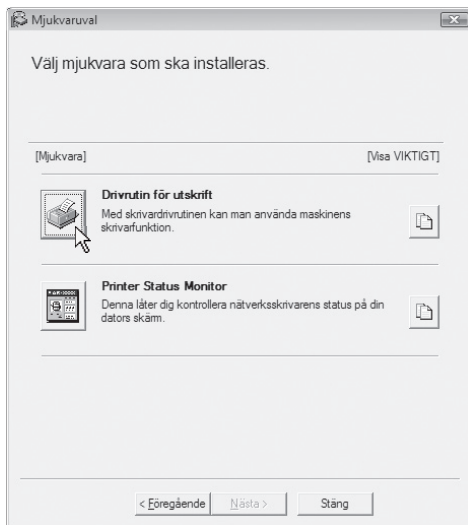 Mjukvaruval
Välj mjukvara som ska installeras.
[Mjukvara] [Visa VIKTIGT]
Drivrutin för utskrift
Med skrivardrivrutinen kan man använda maskinens
skrivarfunktion.
Printer Status Monitor
Denna låter dig kontrollera nätverksskrivarens status på din
dators skärm.
< Föregående Nästa > Stäng